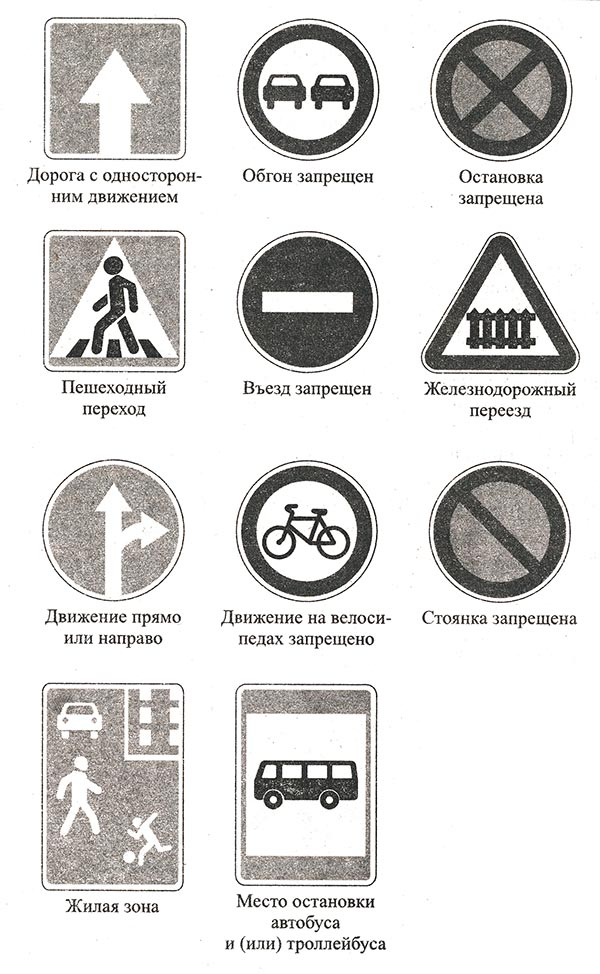 Дорога с односторон-
ним движением
Обгон запрещен
Остановка
запрещена
Пешеходный
переход
Въезд запрещен
Железнодорожный
переезд
Движение прямо
или направо
Движение на велоси-
педах запрещено
Стоянка запрещена
Жилая зона
Место остановки
автобуса
и (или) троллейбуса